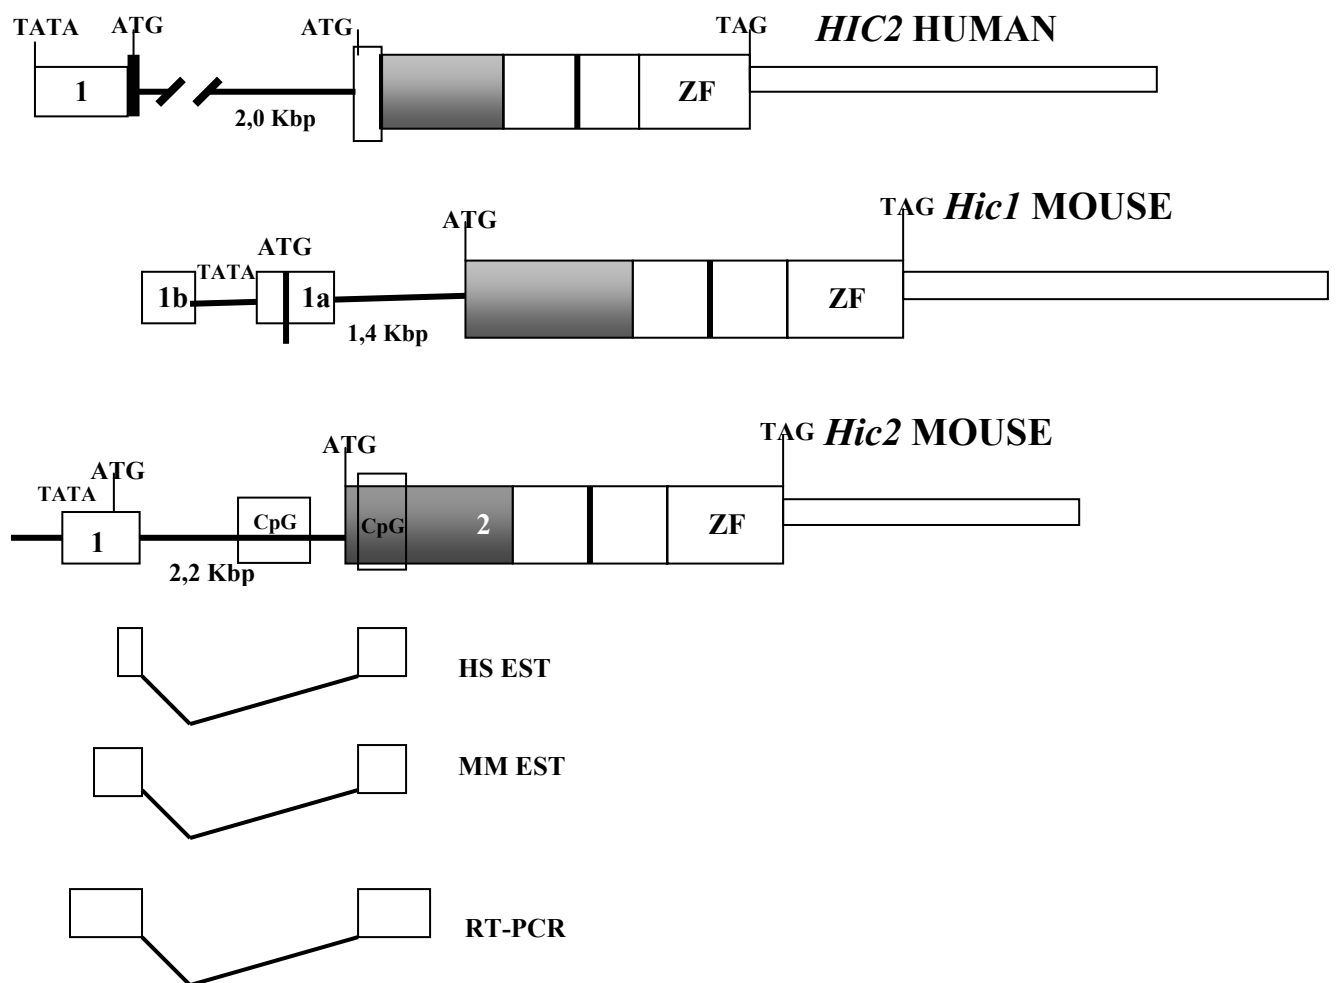 TATA ATG ATG TAG HIC2 HUMAN
1 ZF
2,0 Kbp
ATG TAG Hic1 MOUSE
ATG
TATA
1b 1a ZF
1,4 Kbp
ATG TAG Hic2 MOUSE
ATG
TATA
CpG CpG 2 ZF
1
2,2 Kbp
HS EST
MM EST
RT-PCR